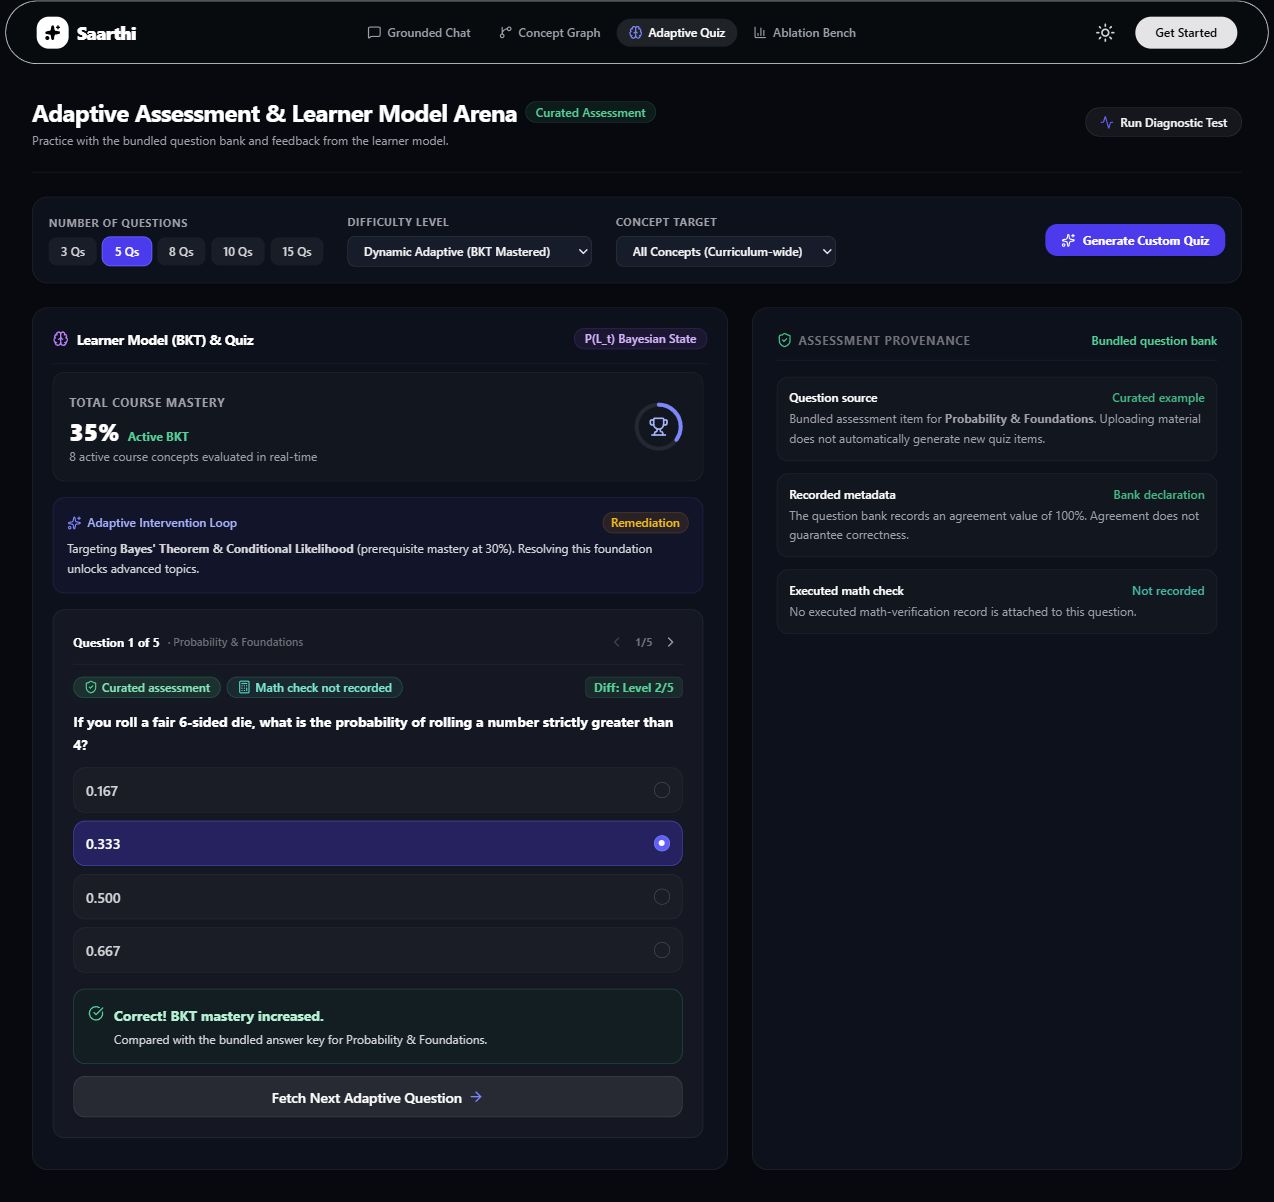 Saarthi
Grounded Chat
Concept Graph
Adaptive Quiz
Ablation Bench
Get Started
Adaptive Assessment & Learner Model Arena
Curated Assessment
Practice with the bundled question bank and feedback from the learner model.
Run Diagnostic Test
NUMBER OF QUESTIONS
3 Qs
5 Qs
8 Qs
10 Qs
15 Qs
DIFFICULTY LEVEL
Dynamic Adaptive (BKT Mastered)
CONCEPT TARGET
All Concepts (Curriculum-wide)
Generate Custom Quiz
Learner Model (BKT) & Quiz
P(L_t) Bayesian State
TOTAL COURSE MASTERY
35% Active BKT
8 active course concepts evaluated in real-time
Adaptive Intervention Loop
Remediation
Targeting Bayes' Theorem & Conditional Likelihood (prerequisite mastery at 30%). Resolving this foundation
unlocks advanced topics.
Question 1 of 5 · Probability & Foundations
1/5
Curated assessment
Math check not recorded
Diff: Level 2/5
If you roll a fair 6-sided die, what is the probability of rolling a number strictly greater than
4?
0.167
0.333
0.500
0.667
Correct! BKT mastery increased.
Compared with the bundled answer key for Probability & Foundations.
Fetch Next Adaptive Question
ASSESSMENT PROVENANCE
Bundled question bank
Question source
Curated example
Bundled assessment item for Probability & Foundations. Uploading material
does not automatically generate new quiz items.
Recorded metadata
Bank declaration
The question bank records an agreement value of 100%. Agreement does not
guarantee correctness.
Executed math check
Not recorded
No executed math-verification record is attached to this question.